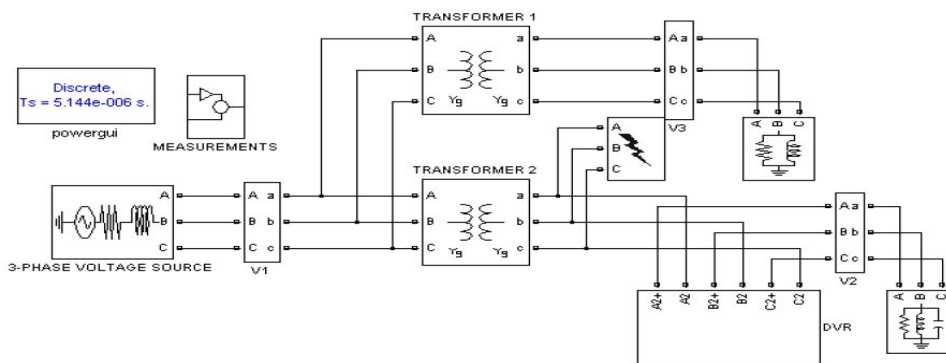 TRANSFORMER 1
A a
B b
C Yg Yg c
A a
B b
C c
V3
A B C
Discrete,
Ts = 5.144e-006 s.
powergui
MEASUREMENTS
A
B
C
TRANSFORMER 2
A a
B b
C Yg Yg c
A
B
C
3-PHASE VOLTAGE SOURCE
A a
B b
C c
V1
A a
B b
C c
V2
A2+ A2 B2+ B2 C2+ C2
DVR
A B C